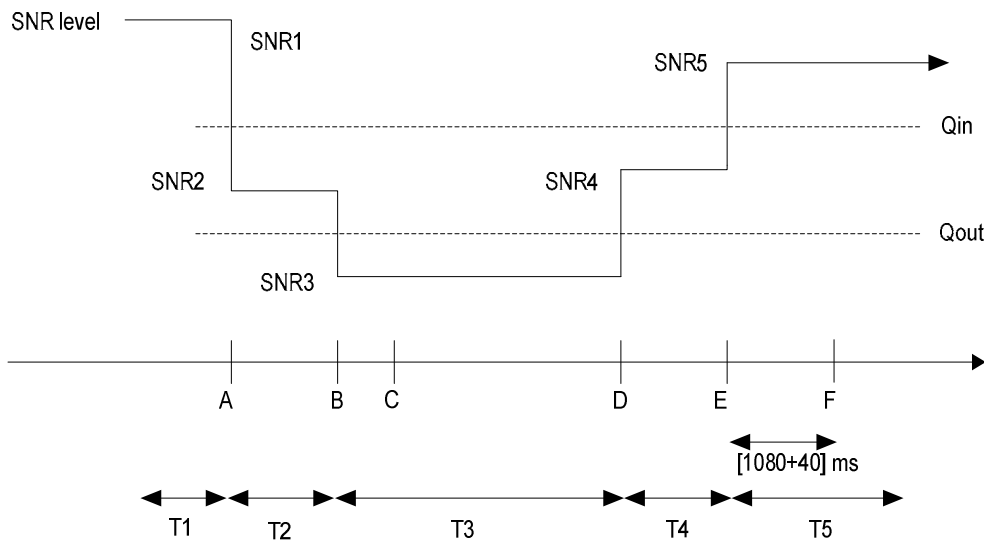 SNR level
SNR1
SNR5
Qin
SNR2
SNR4
Qout
SNR3
A B C D E F
[1080+40] ms
T1 T2 T3 T4 T5